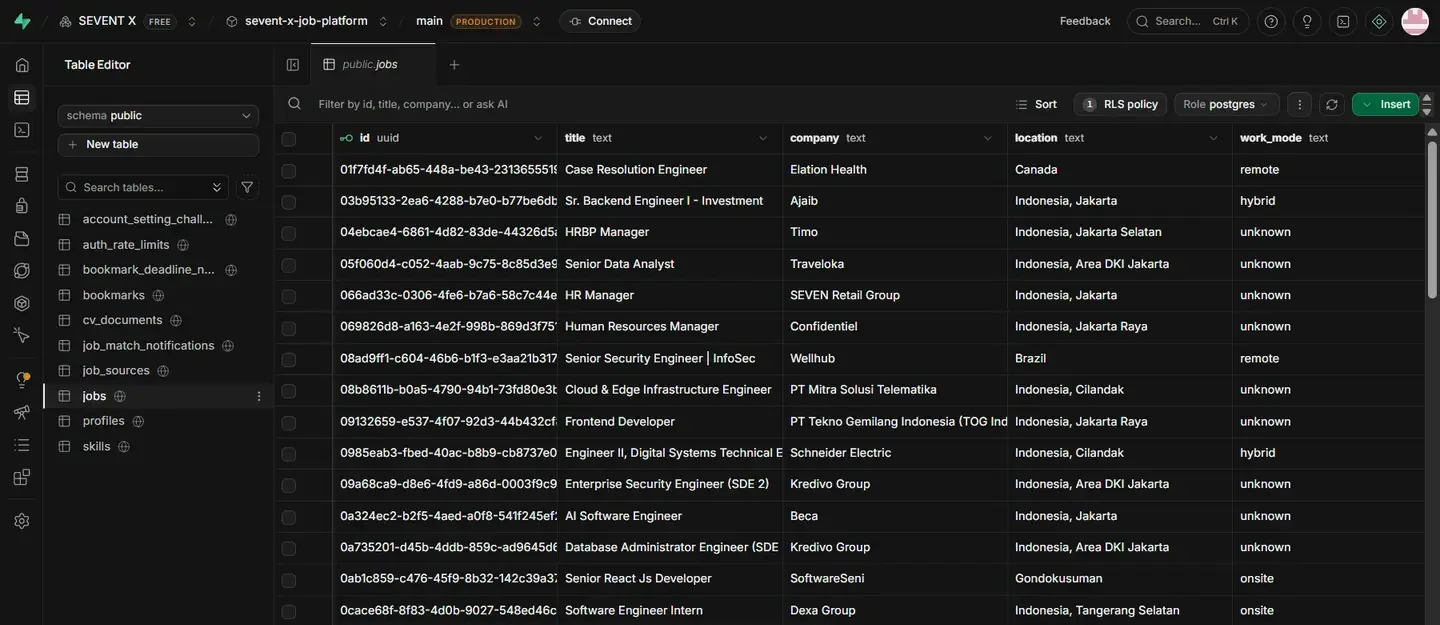 SEVENT X FREE sevent-x-job-platform main PRODUCTION Connect Feedback Search... Ctrl K
Table Editor
public.jobs
schema public
New table
Search tables...
account_setting_chall...
auth_rate_limits
bookmark_deadline_n...
bookmarks
cv_documents
job_match_notifications
job_sources
jobs
profiles
skills
Filter by id, title, company... or ask AI Sort 1 RLS policy Role postgres Insert
id uuid title text company text location text work_mode text
01f7fd4f-ab65-448a-be43-2313655519 Case Resolution Engineer Elation Health Canada remote
03b95133-2ea6-4288-b7e0-b77be6db Sr. Backend Engineer I - Investment Ajaib Indonesia, Jakarta hybrid
04ebcae4-6861-4d82-83de-44326d5a HRBP Manager Timo Indonesia, Jakarta Selatan unknown
05f060d4-c052-4aab-9c75-8c85d3e9 Senior Data Analyst Traveloka Indonesia, Area DKI Jakarta unknown
066ad33c-0306-4fe6-b7a6-58c7c44e HR Manager SEVEN Retail Group Indonesia, Jakarta unknown
069826d8-a163-4e2f-998b-869d3f751 Human Resources Manager Confidentiel Indonesia, Jakarta Raya unknown
08ad9ff1-c604-46b6-b1f3-e3aa21b317 Senior Security Engineer | InfoSec Wellhub Brazil remote
08b8611b-b0a5-4790-94b1-73fd80e3b Cloud & Edge Infrastructure Engineer PT Mitra Solusi Telematika Indonesia, Cilandak unknown
09132659-e537-4f07-92d3-44b432cf Frontend Developer PT Tekno Gemilang Indonesia (TOG Ind Indonesia, Jakarta Raya unknown
0985eab3-fbed-40ac-b8b9-cb8737e0 Engineer II, Digital Systems Technical E Schneider Electric Indonesia, Cilandak hybrid
09a68ca9-d8e6-4fd9-a86d-0003f9c9 Enterprise Security Engineer (SDE 2) Kredivo Group Indonesia, Area DKI Jakarta unknown
0a324ec2-b2f5-4aed-a0f8-541f245ef2 AI Software Engineer Beca Indonesia, Jakarta unknown
0a735201-d45b-4ddb-859c-ad9645d6 Database Administrator Engineer (SDE Kredivo Group Indonesia, Area DKI Jakarta unknown
0ab1c859-c476-45f9-8b32-142c39a37 Senior React Js Developer SoftwareSeni Gondokusuman onsite
0cace68f-8f83-4d0b-9027-548ed46c Software Engineer Intern Dexa Group Indonesia, Tangerang Selatan onsite